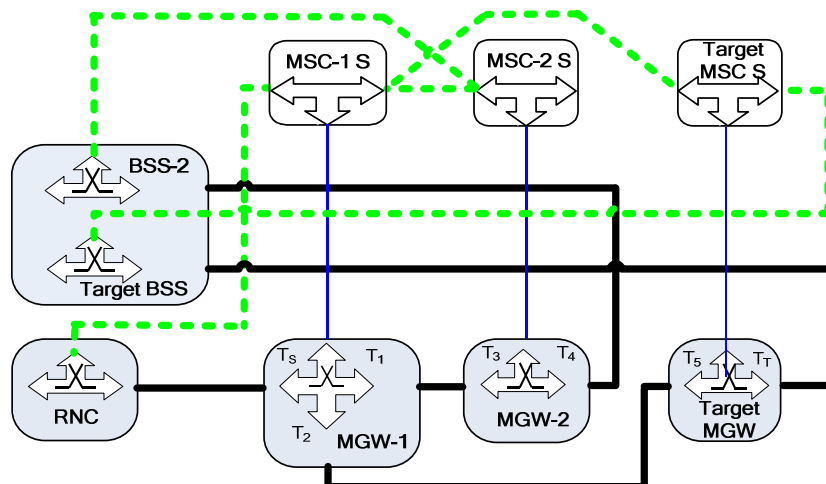 MSC-1 S
MSC-2 S
Target
MSC S
BSS-2
Target BSS
TS
T1
T3
T4
T5
TT
RNC
T2
MGW-1
MGW-2
Target
MGW